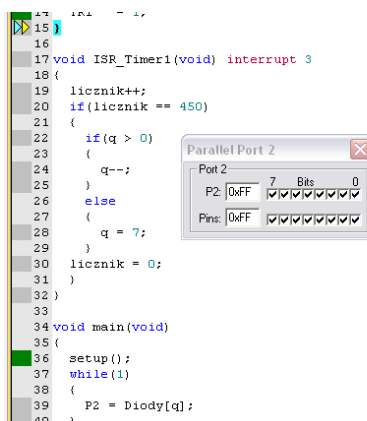 14 TR1 = 1;
15 }
16
17 void ISR_Timer1(void) interrupt 3
18 {
19 licznik++;
20 if(licznik == 450)
21 {
22 if(q > 0)
23 {
24 q--;
25 }
26 else
27 {
28 q = 7;
29 }
30 licznik = 0;
31 }
32 }
33
34 void main(void)
35 {
36 setup();
37 while(1)
38 {
39 P2 = Diody[q];
40 }
Parallel Port 2
Port 2
7 Bits 0
P2: 0xFF
Pins: 0xFF